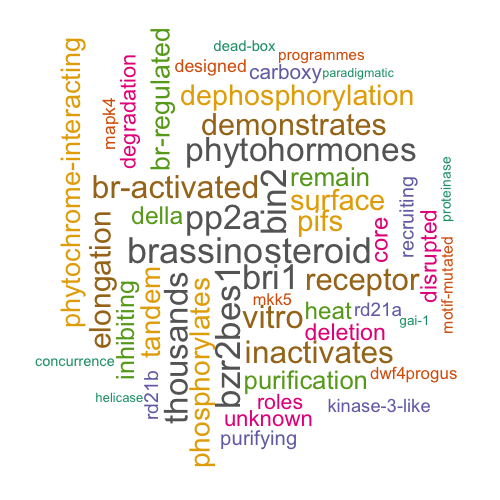 dead-box
programmes
designed
carboxy
paradigmatic
phytochrome-interacting
mapk4
degradation
br-regulated
dephosphorylation
demonstrates
phytohormones
br-activated
bin2
remain
surface
della
pp2a
pifs
core
recruiting
proteinase
elongation
brassinosteroid
disrupted
motif-mutated
inhibiting
tandem
thousands
phosphorylates
bzr2bes1
bri1
receptor
mkk5
vitro
heat
rd21a
gai-1
deletion
inactivates
concurrence
purification
dwf4progus
helicase
rd21b
roles
kinase-3-like
unknown
purifying